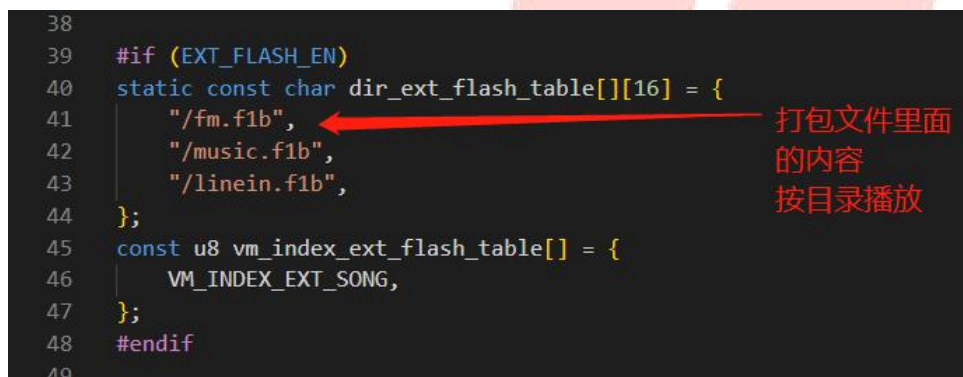 38
39 #if (EXT_FLASH_EN)
40 static const char dir_ext_flash_table[][16] = {
41 "/fm.f1b",
42 "/music.f1b",
43 "/linein.f1b",
44 };
45 const u8 vm_index_ext_flash_table[] = {
46 VM_INDEX_EXT_SONG,
47 };
48 #endif
49
打包文件里面
的内容
按目录播放